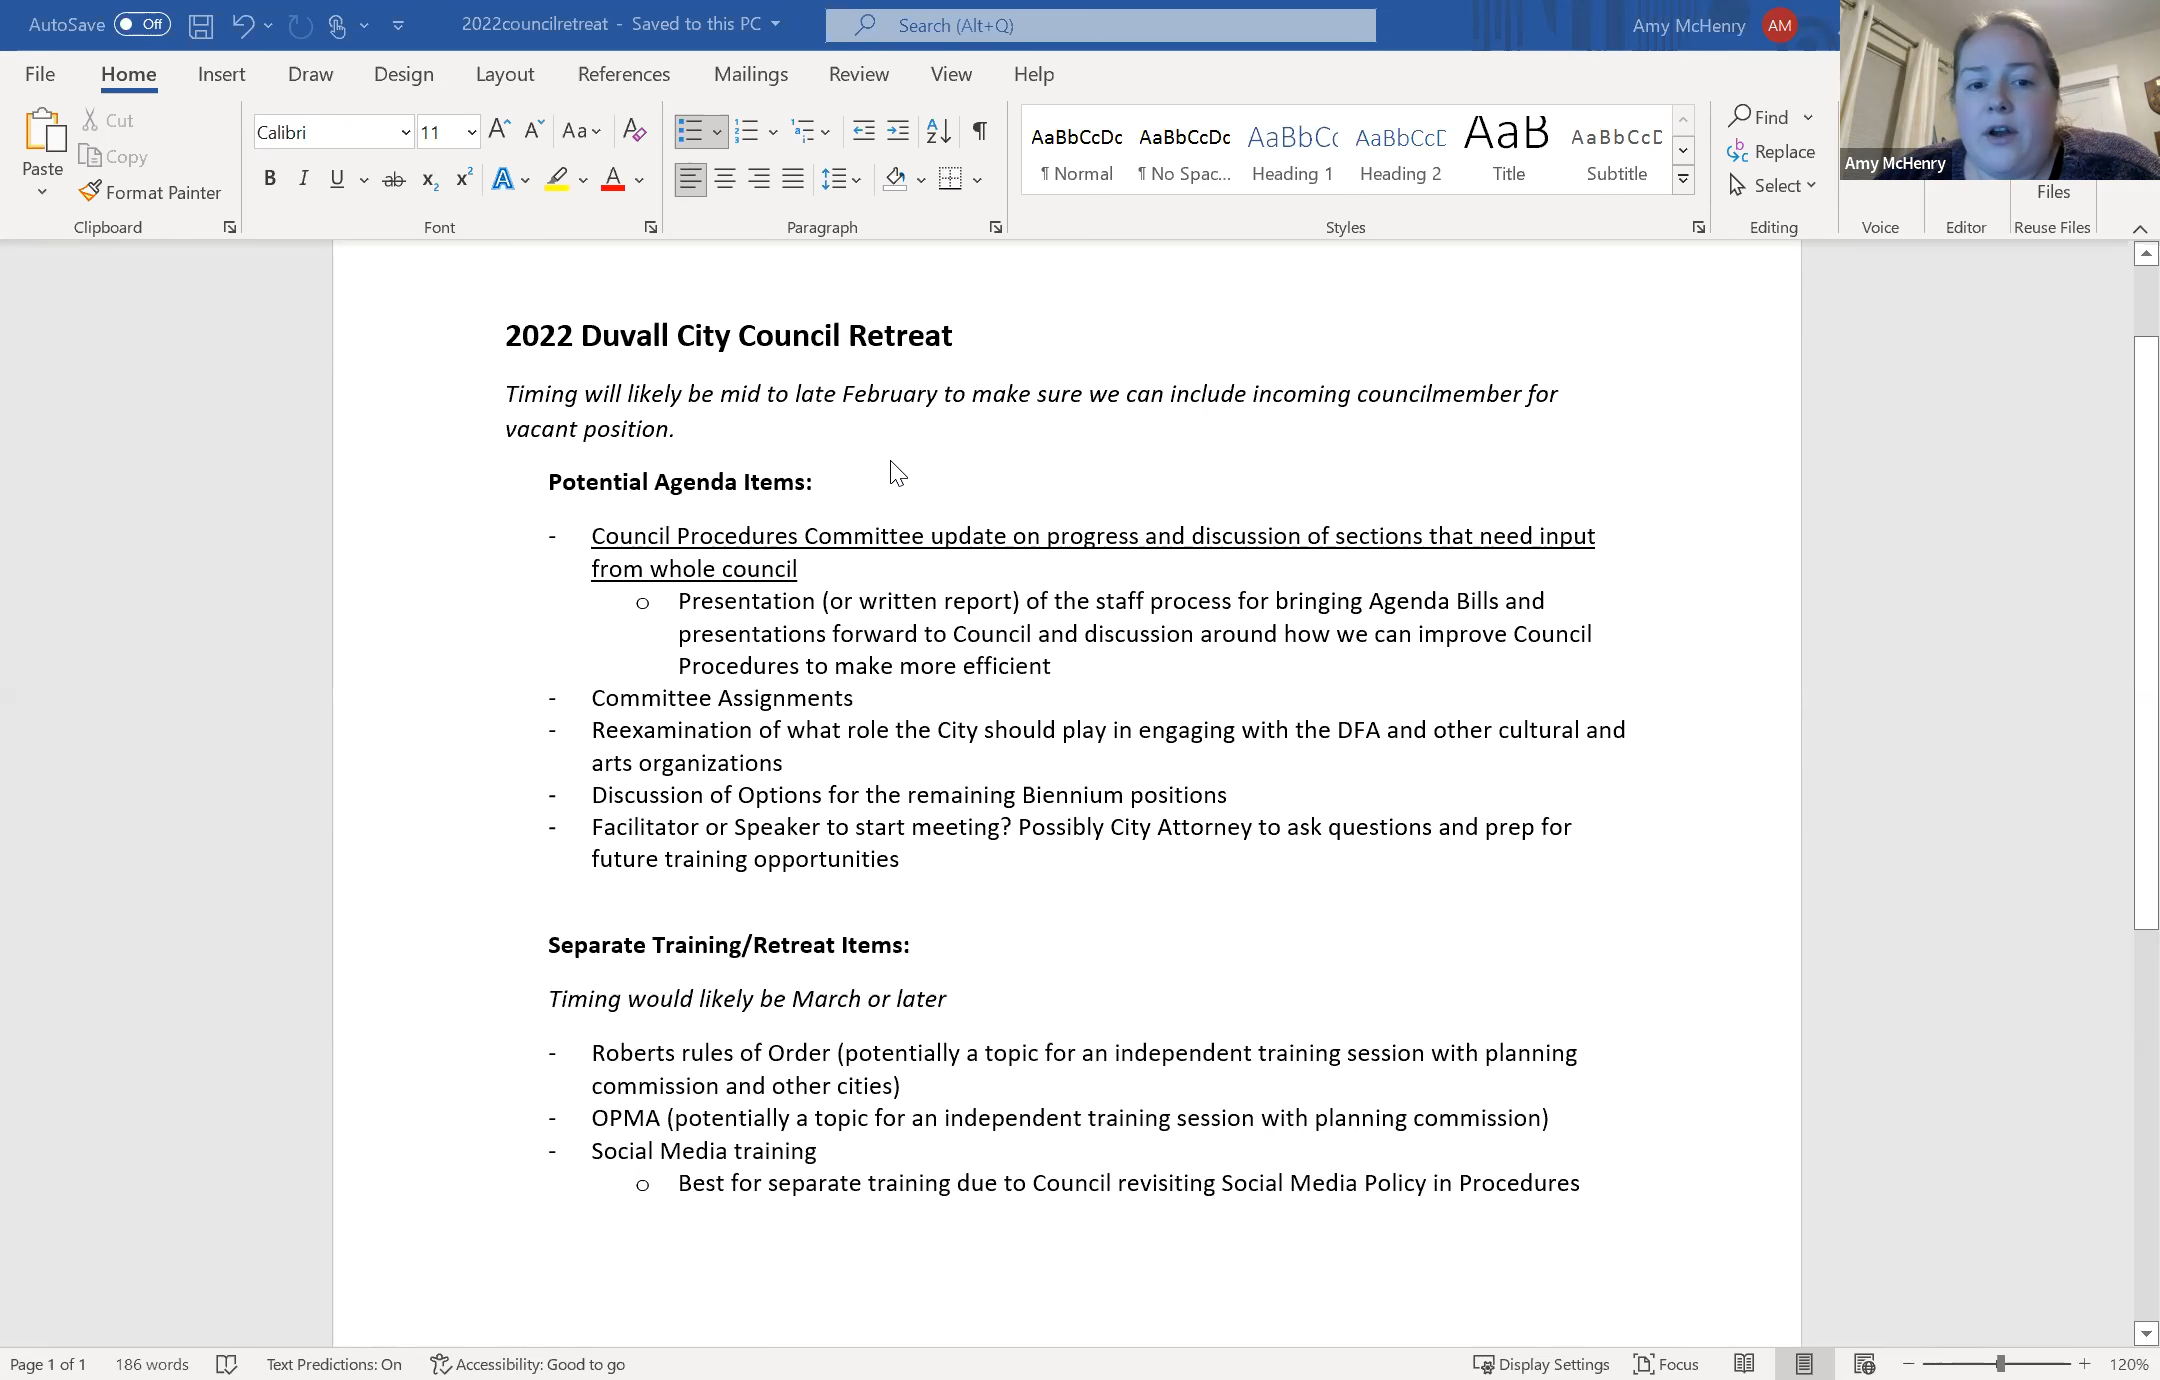 AutoSave Off 2022councilretreat - Saved to this PC Search (Alt+Q) Amy McHenry AM
File Home Insert Draw Design Layout References Mailings Review View Help
Paste Cut Copy Format Painter
Clipboard
Calibri 11
Font
Paragraph
AaBbCcDc AaBbCcDc AaBbC AaBbCcD AaB AaBbCcD
¶ Normal ¶ No Spac... Heading 1 Heading 2 Title Subtitle
Styles
Find
Replace
Select
Editing
Amy McHenry
Files
Voice Editor Reuse Files
2022 Duvall City Council Retreat
Timing will likely be mid to late February to make sure we can include incoming councilmember for
vacant position.
Potential Agenda Items:
- Council Procedures Committee update on progress and discussion of sections that need input
from whole council
o Presentation (or written report) of the staff process for bringing Agenda Bills and
presentations forward to Council and discussion around how we can improve Council
Procedures to make more efficient
- Committee Assignments
- Reexamination of what role the City should play in engaging with the DFA and other cultural and
arts organizations
- Discussion of Options for the remaining Biennium positions
- Facilitator or Speaker to start meeting? Possibly City Attorney to ask questions and prep for
future training opportunities
Separate Training/Retreat Items:
Timing would likely be March or later
- Roberts rules of Order (potentially a topic for an independent training session with planning
commission and other cities)
- OPMA (potentially a topic for an independent training session with planning commission)
- Social Media training
o Best for separate training due to Council revisiting Social Media Policy in Procedures
Page 1 of 1 186 words Text Predictions: On Accessibility: Good to go Display Settings Focus 120%